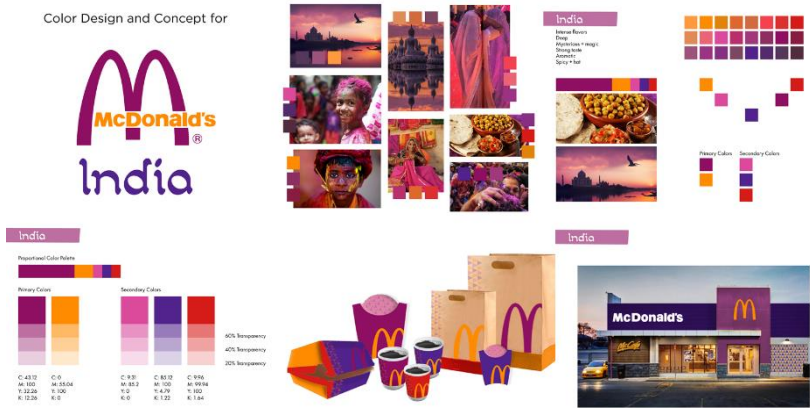 Color Design and Concept for
McDonald's
®
India
India
Intense flavors
Deep
Mysterious + magic
Strong taste
Aromatic
Spicy + hot
Primary Colors
Secondary Colors
India
Proportional Color Palette
Primary Colors
Secondary Colors
60% Transparency
40% Transparency
20% Transparency
C: 43.12
M: 100
Y: 32.26
K: 12.26
C: 0
M: 55.04
Y: 100
K: 0
C: 9.31
M: 85.2
Y: 0
K: 0
C: 85.12
M: 100
Y: 4.79
K: 1.22
C: 9.96
M: 99.94
Y: 100
K: 1.64
India
McDonald's
McCafé